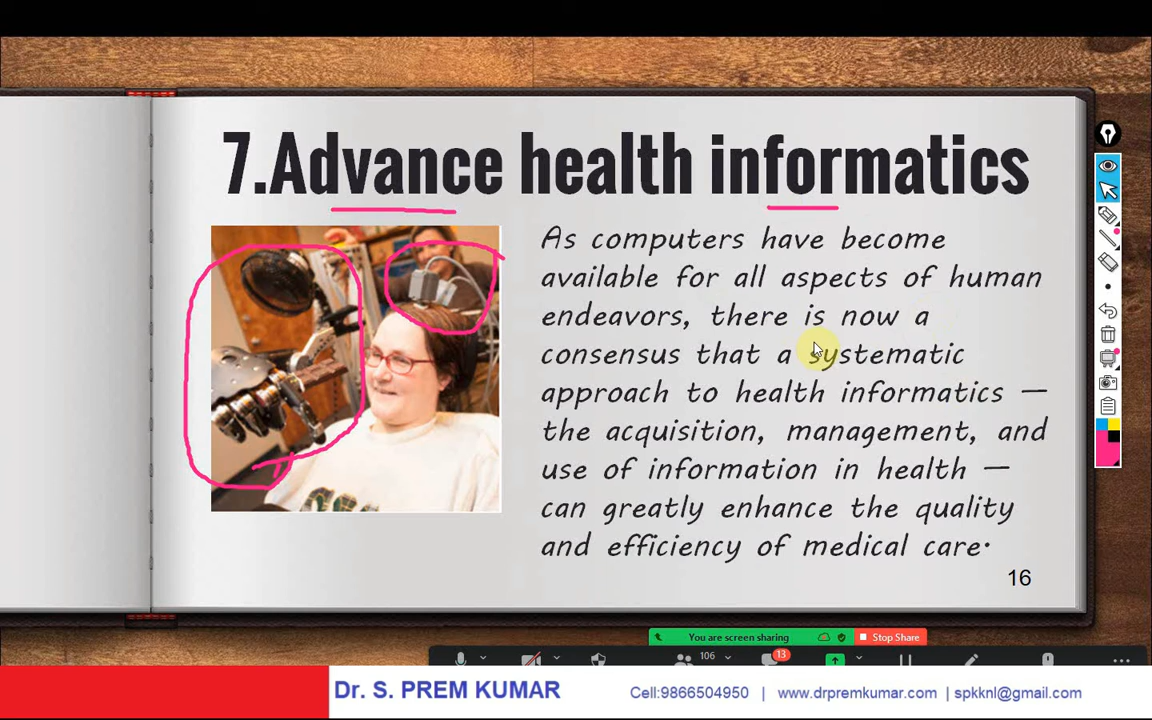 7.Advance health informatics
As computers have become
available for all aspects of human
endeavors, there is now a
consensus that a systematic
approach to health informatics —
the acquisition, management, and
use of information in health —
can greatly enhance the quality
and efficiency of medical care.
16
You are screen sharing
Stop Share
106
13
Dr. S. PREM KUMAR
Cell:9866504950 | www.drpremkumar.com | spkknl@gmail.com